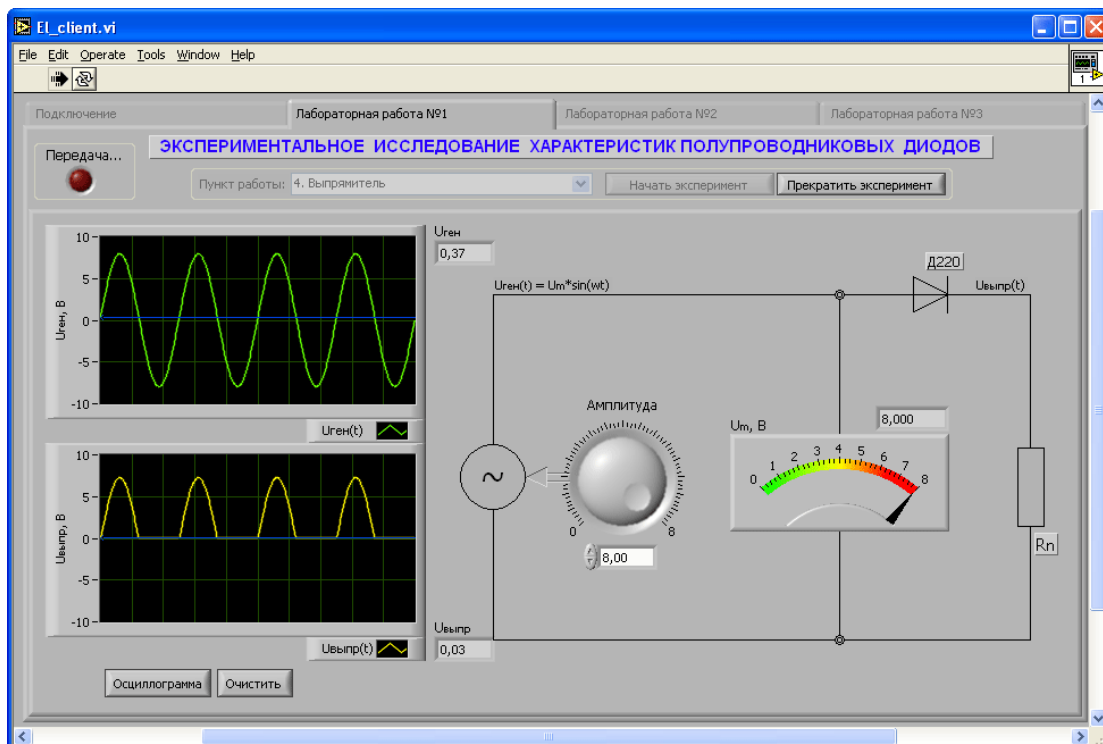 El_client.vi
File Edit Operate Tools Window Help
1
Подключение
Лабораторная работа №1
Лабораторная работа №2
Лабораторная работа №3
Передача...
ЭКСПЕРИМЕНТАЛЬНОЕ ИССЛЕДОВАНИЕ ХАРАКТЕРИСТИК ПОЛУПРОВОДНИКОВЫХ ДИОДОВ
Пункт работы: 4. Выпрямитель
Начать эксперимент
Прекратить эксперимент
Uген, В
10
5
0
-5
-10
Uген(t)
Uген
0,37
Uвыпр, В
10
5
0
-5
-10
Uвыпр(t)
Uвыпр
0,03
Осциллограмма
Очистить
Uген(t) = Um*sin(wt)
Д220
Uвыпр(t)
~
Амплитуда
0
8
8,00
Um, В
8,000
0 1 2 3 4 5 6 7 8
Rn